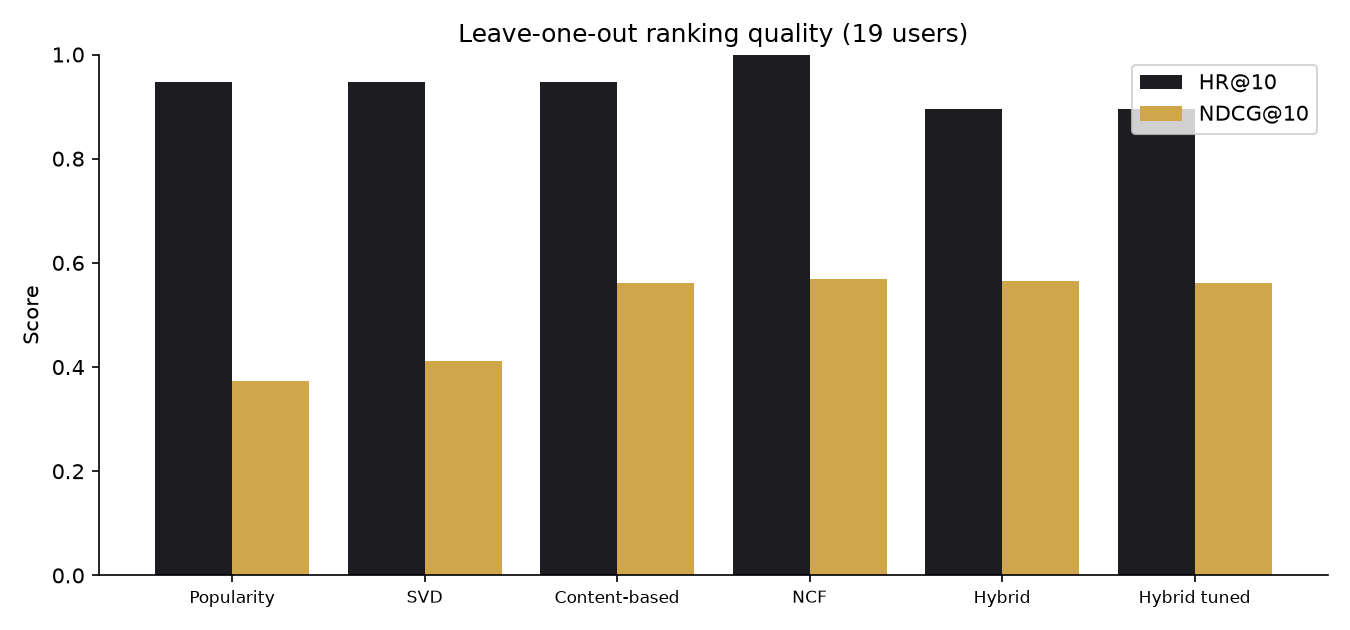 Leave-one-out ranking quality (19 users)
HR@10
NDCG@10
Score
1.0
0.8
0.6
0.4
0.2
0.0
Popularity
SVD
Content-based
NCF
Hybrid
Hybrid tuned